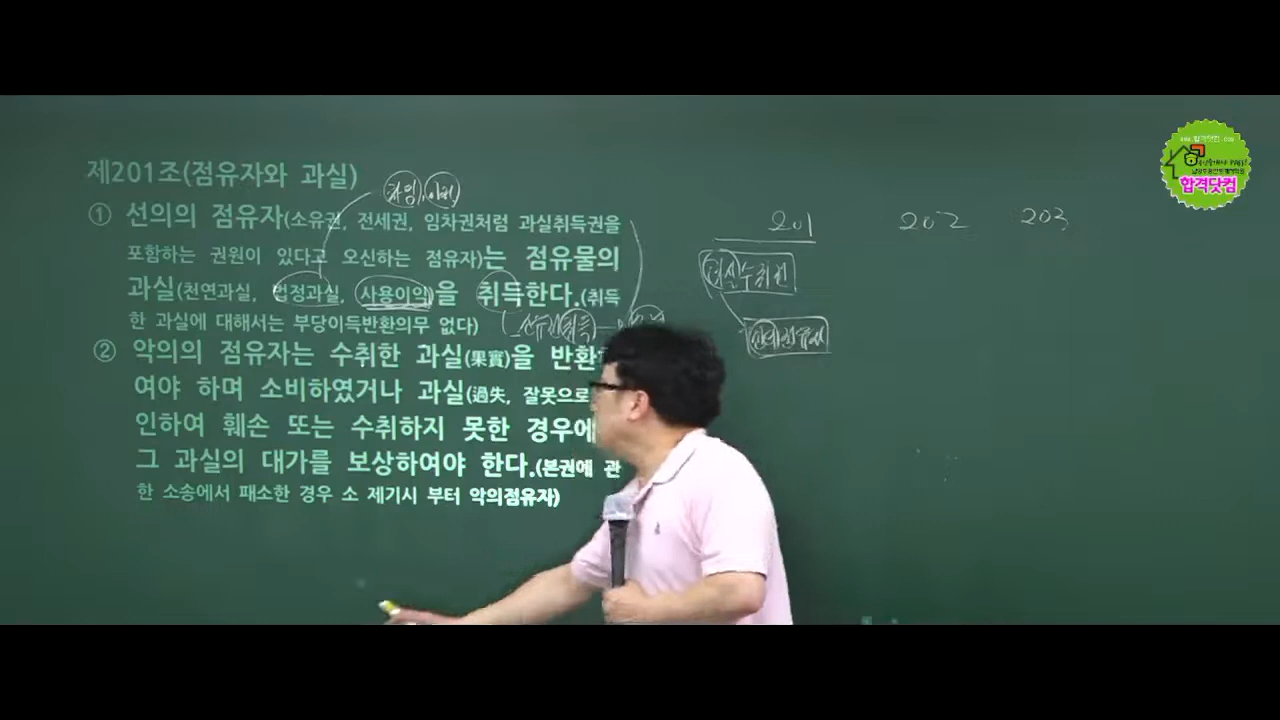 제201조(점유자와 과실)
① 선의의 점유자(소유권, 전세권, 임차권처럼 과실취득권을
포함하는 권원이 있다고 오신하는 점유자)는 점유물의
과실(천연과실, 법정과실, 사용이익)을 취득한다.(취득
한 과실에 대해서는 부당이득반환의무 없다)
② 악의의 점유자는 수취한 과실(果實)을 반환
여야 하며 소비하였거나 과실(過失, 잘못으로
인하여 훼손 또는 수취하지 못한 경우에
그 과실의 대가를 보상하여야 한다.(본권에 관
한 소송에서 패소한 경우 소 제기시 부터 악의점유자)
201 202 203
과실수취권
합격닷컴